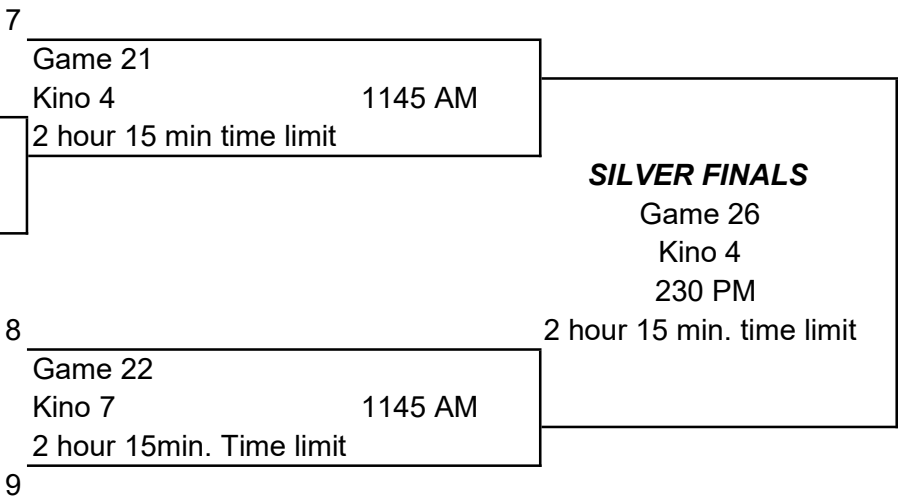 7
Game 21
Kino 4 1145 AM
2 hour 15 min time limit
SILVER FINALS
Game 26
Kino 4
230 PM
2 hour 15 min. time limit
8
Game 22
Kino 7 1145 AM
2 hour 15min. Time limit
9